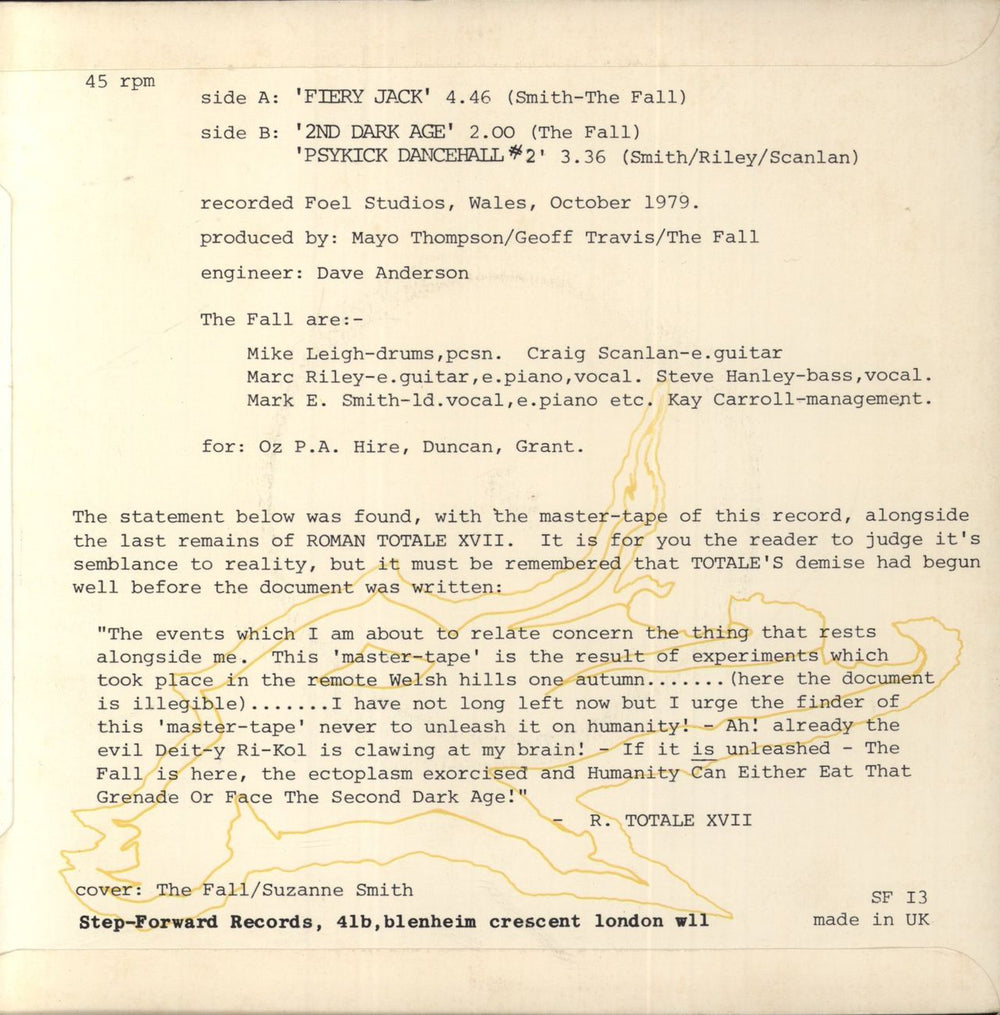 45 rpm
side A: 'FIERY JACK' 4.46 (Smith-The Fall)
side B: '2ND DARK AGE' 2.00 (The Fall)
'PSYKICK DANCEHALL #2' 3.36 (Smith/Riley/Scanlan)
recorded Foel Studios, Wales, October 1979.
produced by: Mayo Thompson/Geoff Travis/The Fall
engineer: Dave Anderson
The Fall are:-
Mike Leigh-drums,pcsn. Craig Scanlan-e.guitar
Marc Riley-e.guitar,e.piano,vocal. Steve Hanley-bass,vocal.
Mark E. Smith-ld.vocal,e.piano etc. Kay Carroll-management.
for: Oz P.A. Hire, Duncan, Grant.
The statement below was found, with the master-tape of this record, alongside
the last remains of ROMAN TOTALE XVII. It is for you the reader to judge it's
semblance to reality, but it must be remembered that TOTALE'S demise had begun
well before the document was written:
"The events which I am about to relate concern the thing that rests
alongside me. This 'master-tape' is the result of experiments which
took place in the remote Welsh hills one autumn.......(here the document
is illegible).......I have not long left now but I urge the finder of
this 'master-tape' never to unleash it on humanity! - Ah! already the
evil Deit-y Ri-Kol is clawing at my brain! - If it is unleashed - The
Fall is here, the ectoplasm exorcised and Humanity Can Either Eat That
Grenade Or Face The Second Dark Age!"
- R. TOTALE XVII
cover: The Fall/Suzanne Smith
SF I3
Step-Forward Records, 41b,blenheim crescent london w11
made in UK